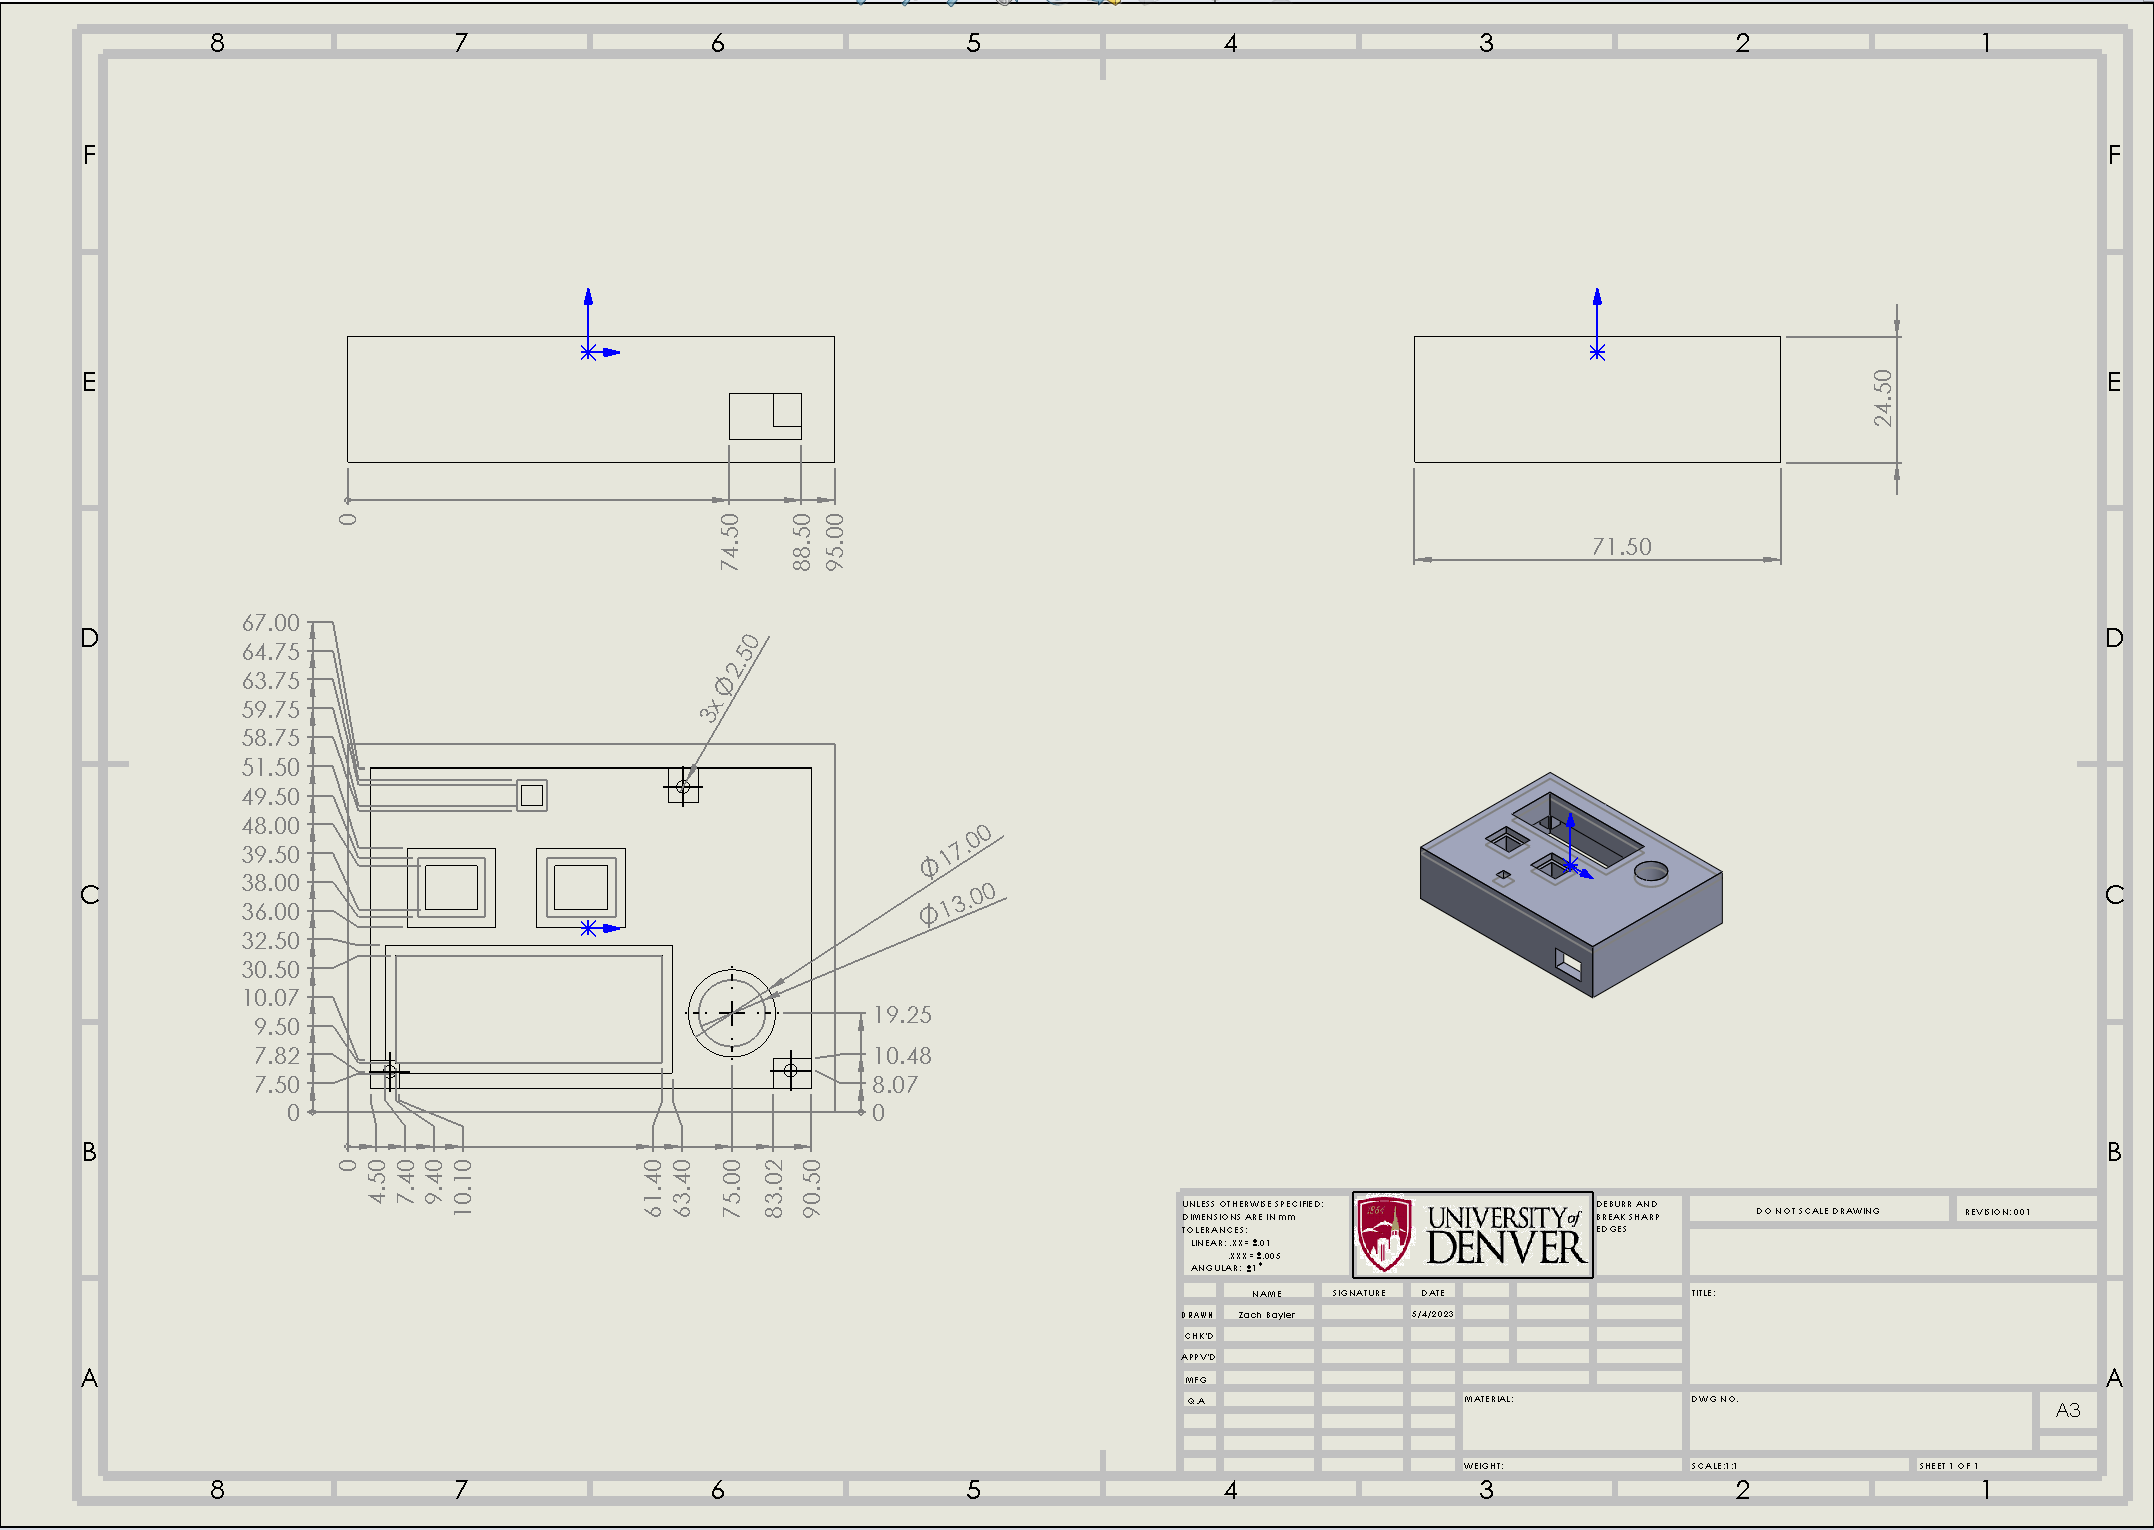 8 7 6 5 4 3 2 1
F F
E E
24.50
0 74.50 88.50 95.00
71.50
D D
67.00
64.75
63.75
59.75
58.75
51.50
49.50
48.00
39.50
38.00
36.00
32.50
30.50
10.07
9.50
7.82
7.50
0
3x Ø2.50
Ø17.00
Ø13.00
C C
19.25
10.48
8.07
0
B B
0 4.50 7.40 9.40 10.10 61.40 63.40 75.00 83.02 90.50
UNLESS OTHERWISE SPECIFIED:
DIMENSIONS ARE IN mm
TOLERANCES:
LINEAR: .XX= ±.01
.XXX = ±.005
ANGULAR: ±1°
1864
UNIVERSITY of
DENVER
DEBURR AND
BREAK SHARP
EDGES
DO NOT SCALE DRAWING
REVISION:001
NAME SIGNATURE DATE
TITLE:
DRAWN Zach Bayler 5/4/2023
CHK'D
APPV'D
MFG
Q.A
MATERIAL:
DWG NO.
A3
WEIGHT:
SCALE:1:1
SHEET 1 OF 1
A A
8 7 6 5 4 3 2 1